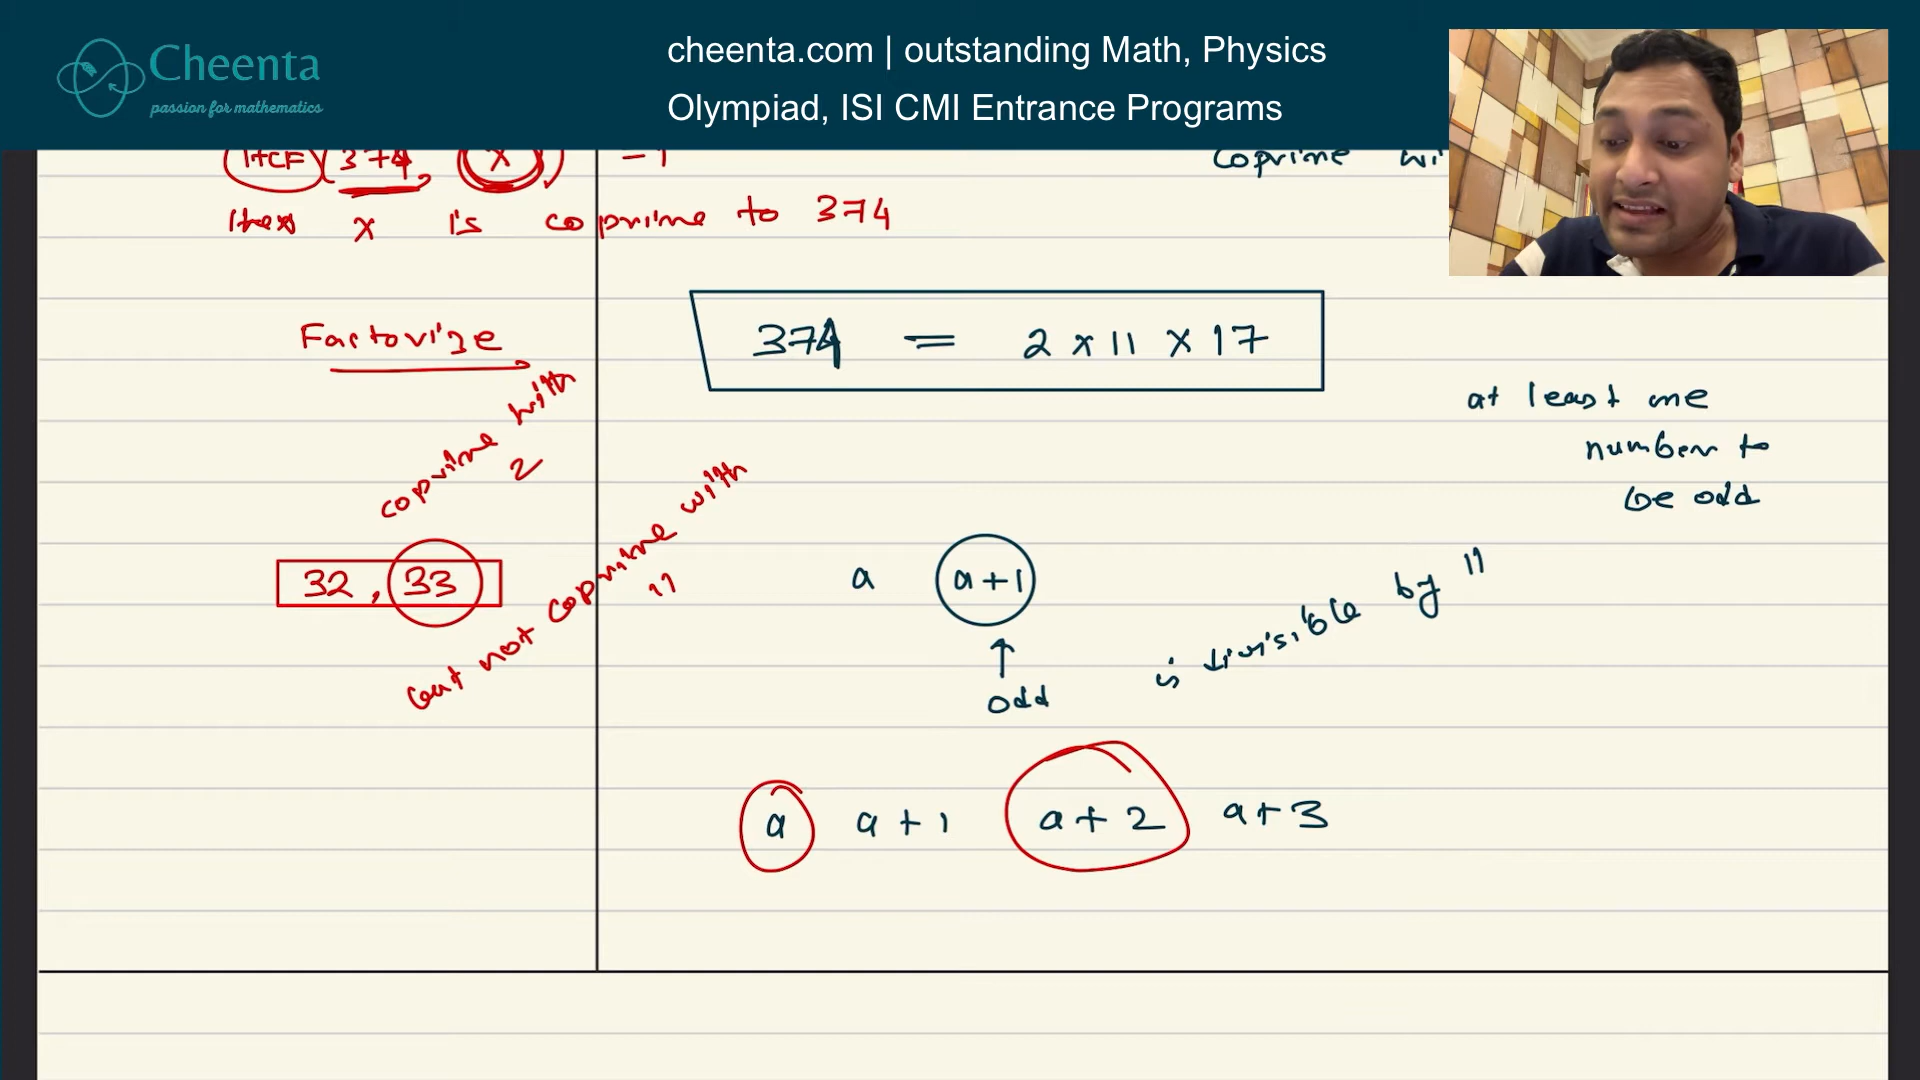 Cheenta
passion for mathematics
cheenta.com | outstanding Math, Physics
Olympiad, ISI CMI Entrance Programs
HCF (374, x) = 1
coprime
then x is coprime to 374
Factorize
374 = 2 x 11 x 17
at least one
number to
be odd
coprime with
2
32, 33
but not coprime with
11
a a+1
odd
is divisible by 11
a a+1 a+2 a+3